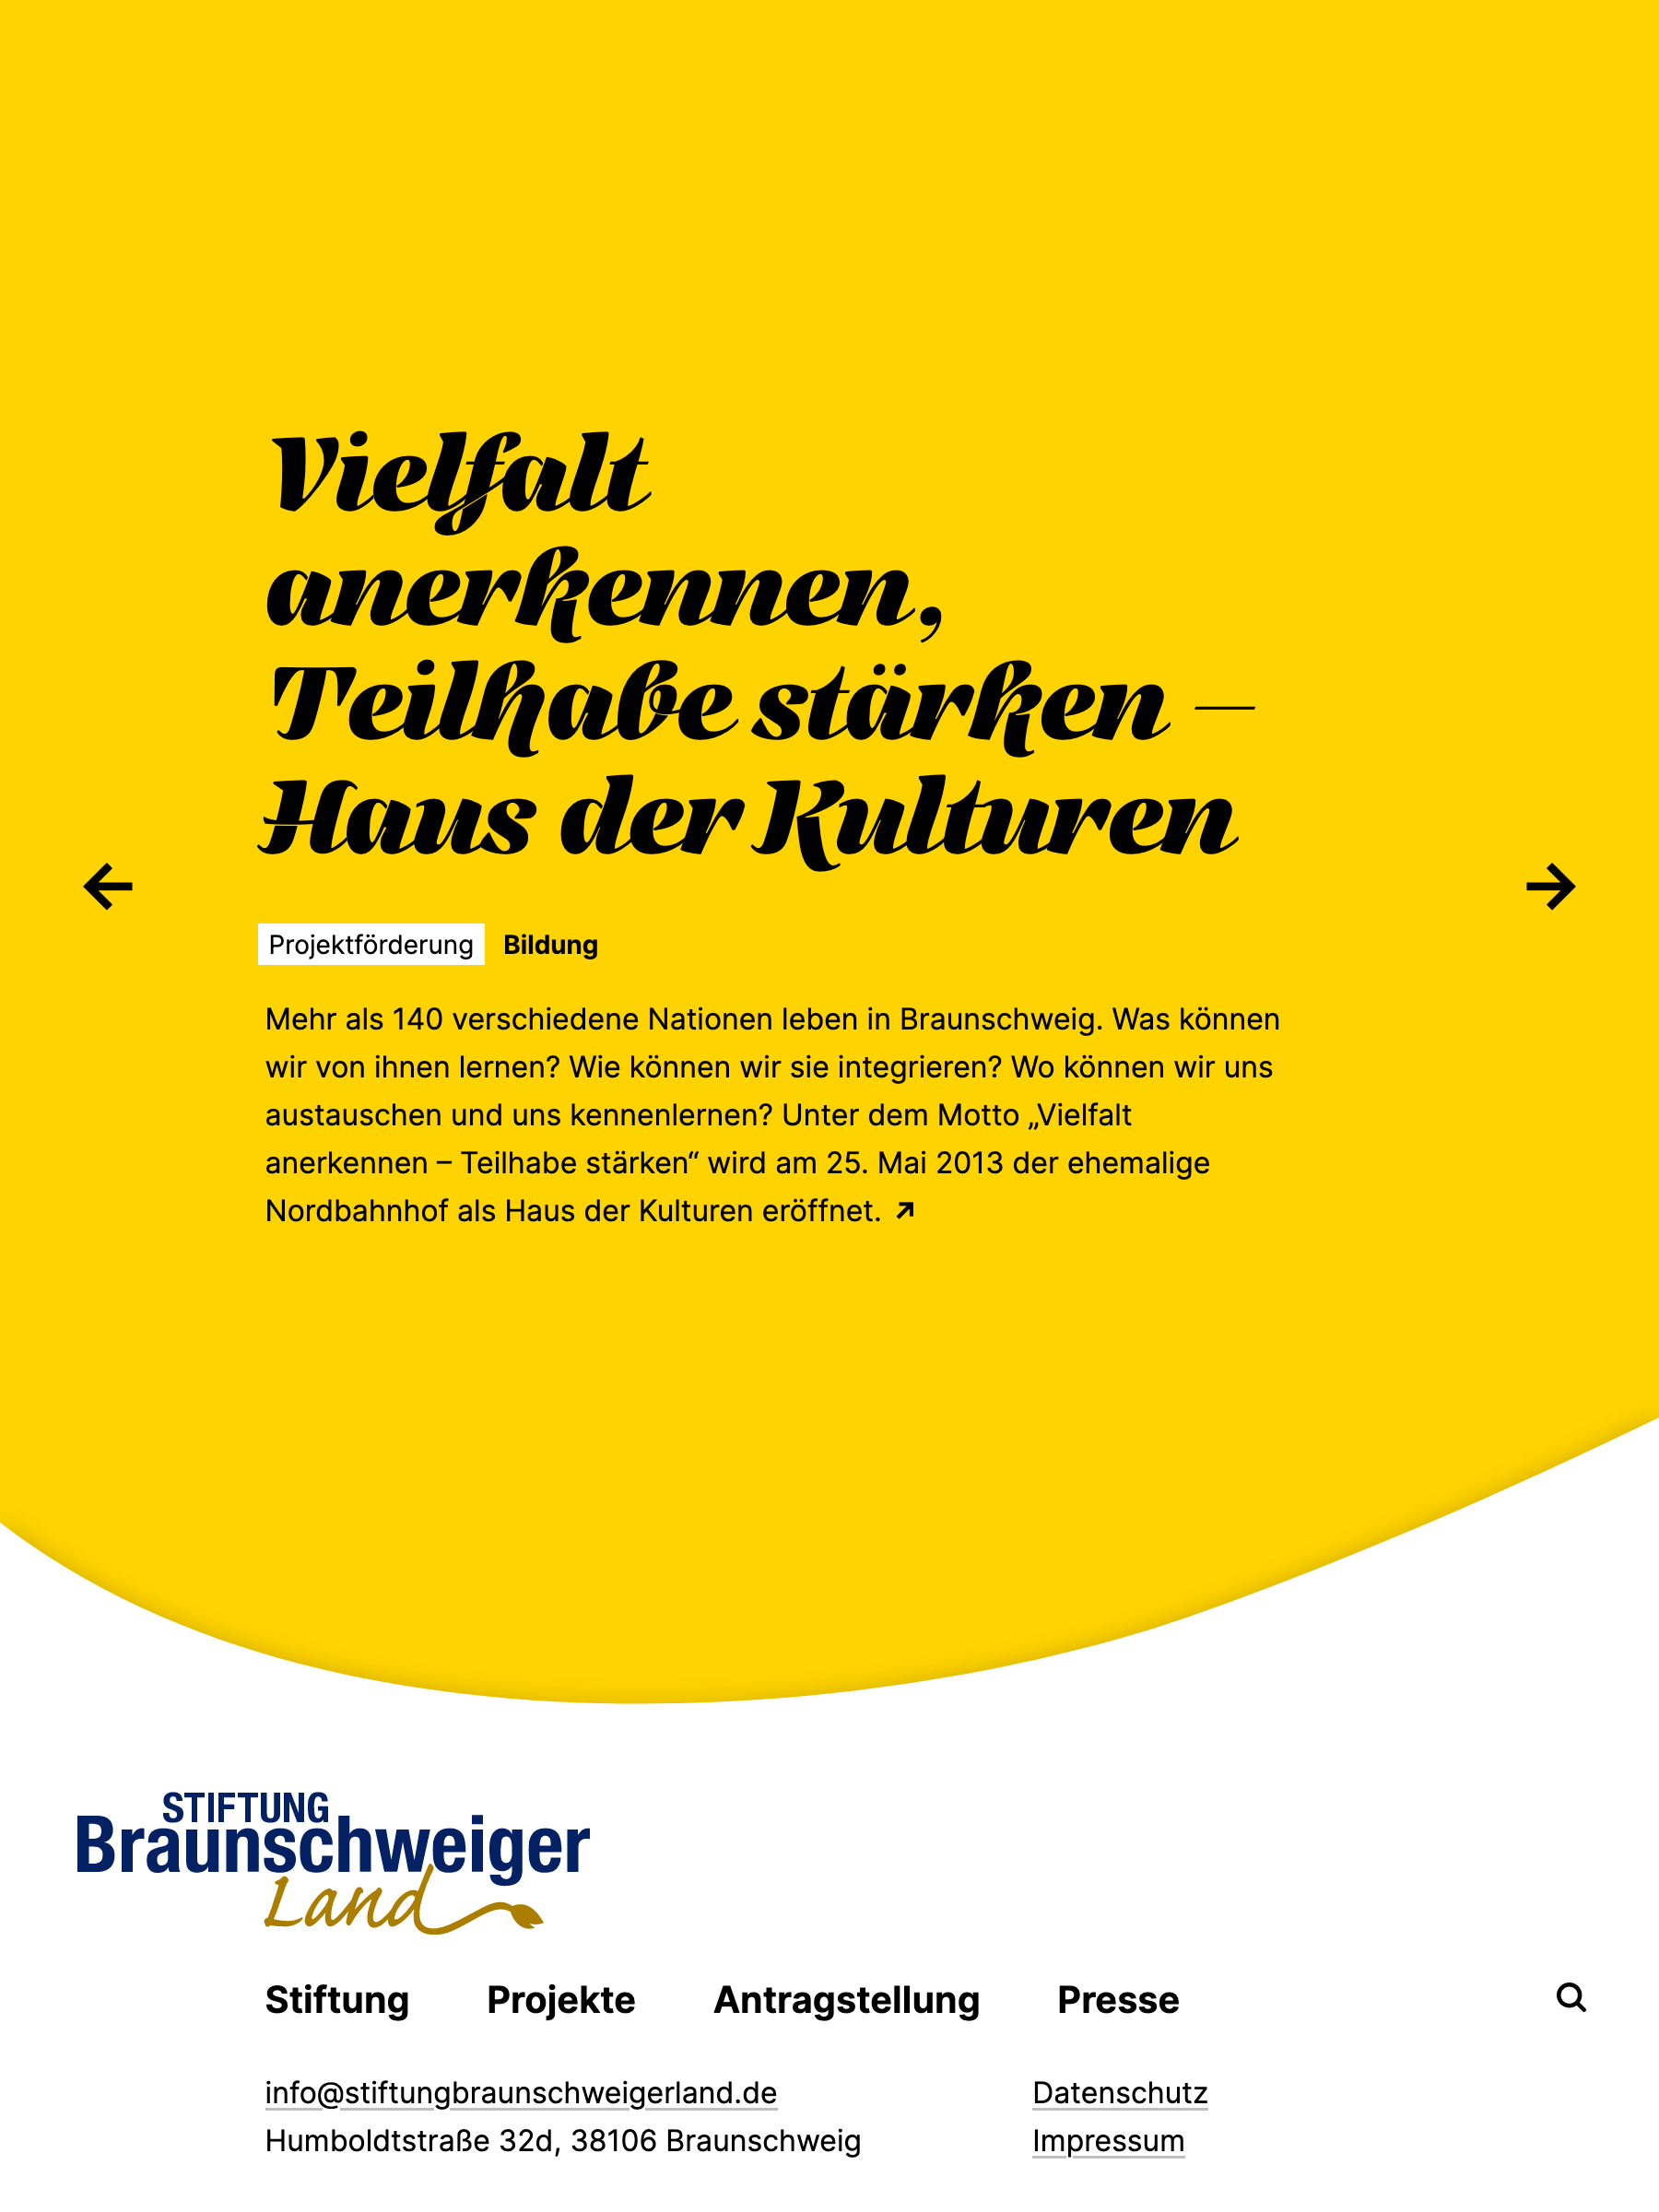 Vielfalt
anerkennen,
Teilhabe stärken –
Haus der Kulturen
Projektförderung Bildung
Mehr als 140 verschiedene Nationen leben in Braunschweig. Was können
wir von ihnen lernen? Wie können wir sie integrieren? Wo können wir uns
austauschen und uns kennenlernen? Unter dem Motto „Vielfalt
anerkennen – Teilhabe stärken“ wird am 25. Mai 2013 der ehemalige
Nordbahnhof als Haus der Kulturen eröffnet.
STIFTUNG
Braunschweiger
Land
Stiftung Projekte Antragstellung Presse
info@stiftungbraunschweigerland.de Datenschutz
Humboldtstraße 32d, 38106 Braunschweig Impressum